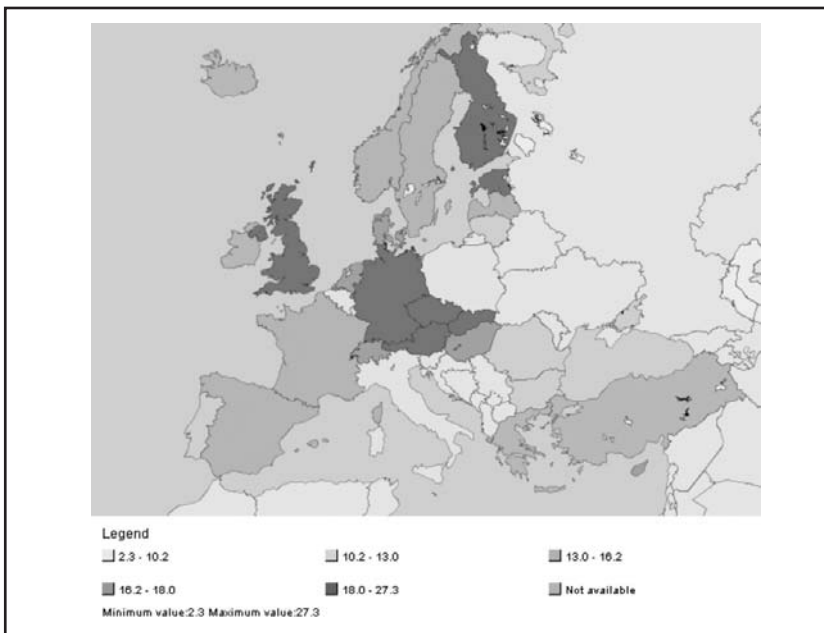 Legend
2.3 - 10.2 10.2 - 13.0 13.0 - 16.2
16.2 - 18.0 18.0 - 27.3 Not available
Minimum value:2.3 Maximum value:27.3